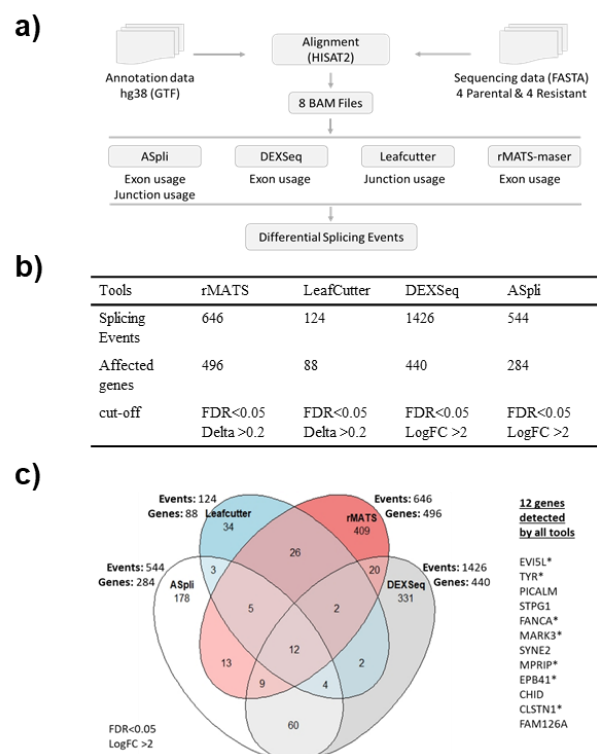 a)
Annotation data
hg38 (GTF)
Alignment
(HISAT2)
Sequencing data (FASTA)
4 Parental & 4 Resistant
8 BAM Files
ASpli
Exon usage
Junction usage
DEXSeq
Exon usage
Leafcutter
Junction usage
rMATS-maser
Exon usage
Differential Splicing Events
b)
Tools rMATS LeafCutter DEXSeq ASpli
Splicing Events 646 124 1426 544
Affected genes 496 88 440 284
cut-off FDR<0.05 FDR<0.05 FDR<0.05 FDR<0.05
Delta >0.2 Delta >0.2 LogFC >2 LogFC >2
c)
Events: 124
Genes: 88
Leafcutter
34
Events: 646
Genes: 496
rMATS
409
Events: 544
Genes: 284
ASpli
178
Events: 1426
Genes: 440
DEXSeq
331
26
3
20
5
2
12
13
9
4
2
60
FDR<0.05
LogFC >2
12 genes
detected
by all tools
EVI5L*
TYR*
PICALM
STPG1
FANCA*
MARK3*
SYNE2
MPRIP*
EPB41*
CHID
CLSTN1*
FAM126A